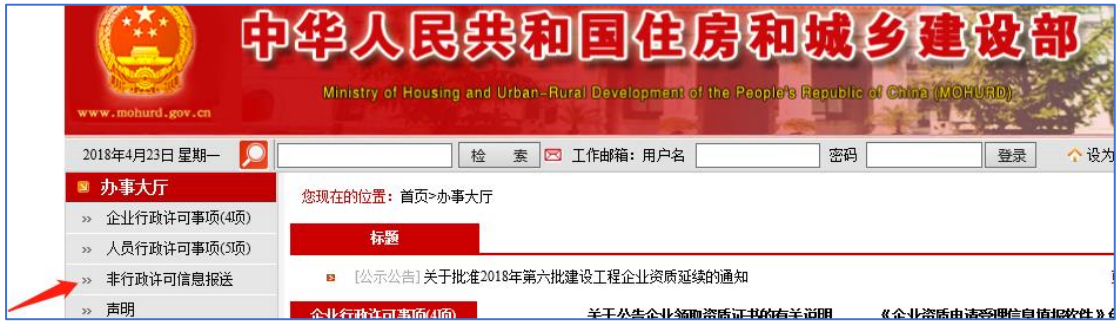 中华人民共和国住房和城乡建设部
Ministry of Housing and Urban-Rural Development of the People's Republic of China (MOHURD)
www.mohurd.gov.cn
2018年4月23日 星期一 检 索 工作邮箱：用户名 密码 登录 设为
办事大厅
企业行政许可事项(4项)
人员行政许可事项(5项)
非行政许可信息报送
声明
您现在的位置：首页>办事大厅
标题
[公示公告] 关于批准2018年第六批建设工程企业资质延续的通知
企业行政许可事项(4项) 关于公告企业领取资质证书的有关说明 《企业资质申请受理信息填报软件》